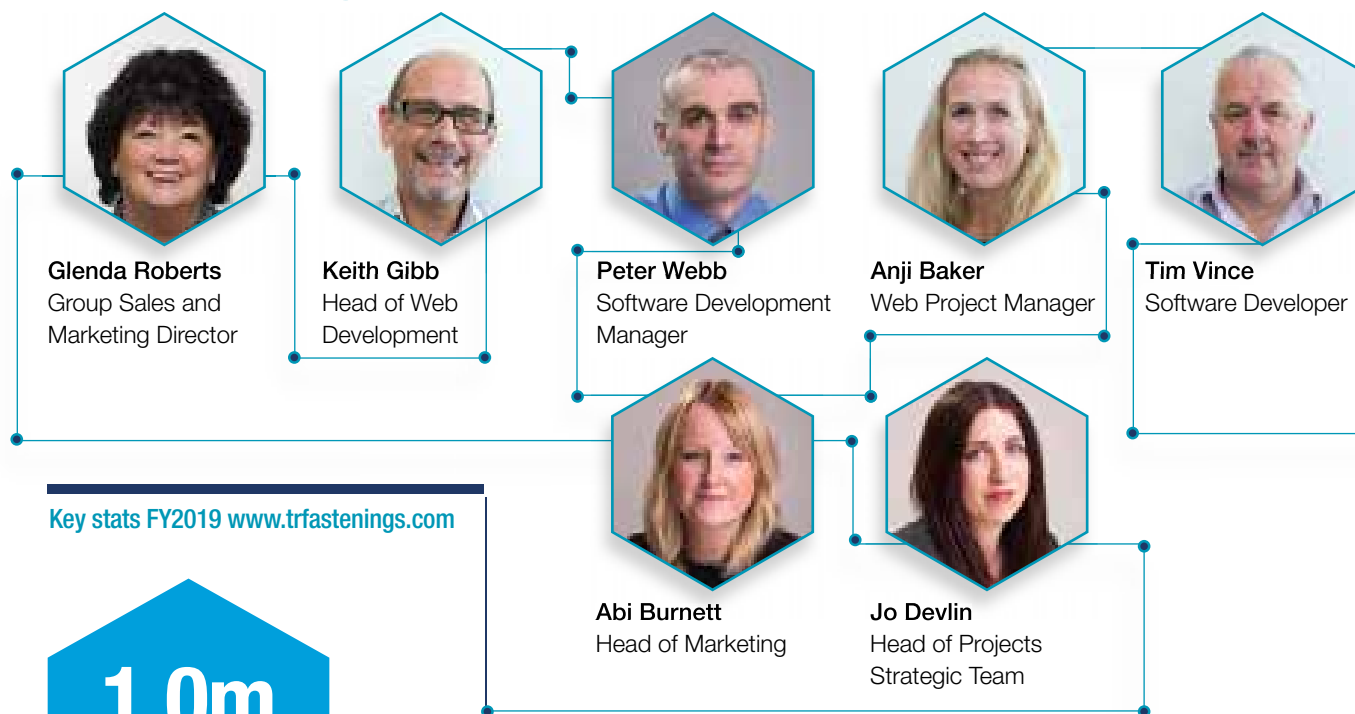 Glenda Roberts
Group Sales and
Marketing Director
Keith Gibb
Head of Web
Development
Peter Webb
Software Development
Manager
Anji Baker
Web Project Manager
Tim Vince
Software Developer
Abi Burnett
Head of Marketing
Jo Devlin
Head of Projects
Strategic Team
Key stats FY2019 www.trfastenings.com
1.0m